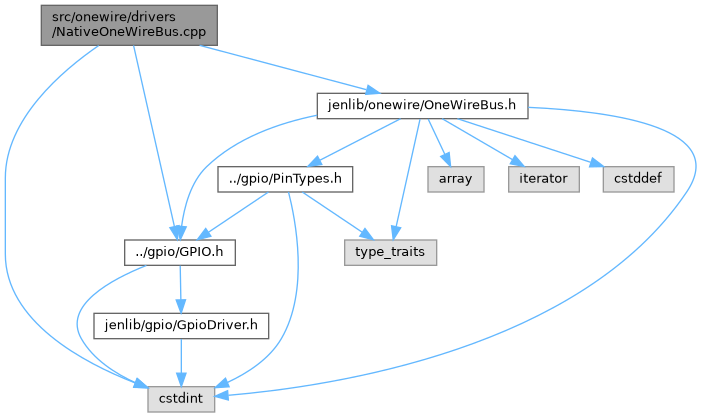 src/onewire/drivers
/NativeOneWireBus.cpp
jenlib/onewire/OneWireBus.h
../gpio/PinTypes.h
array
iterator
cstddef
../gpio/GPIO.h
type_traits
jenlib/gpio/GpioDriver.h
cstdint